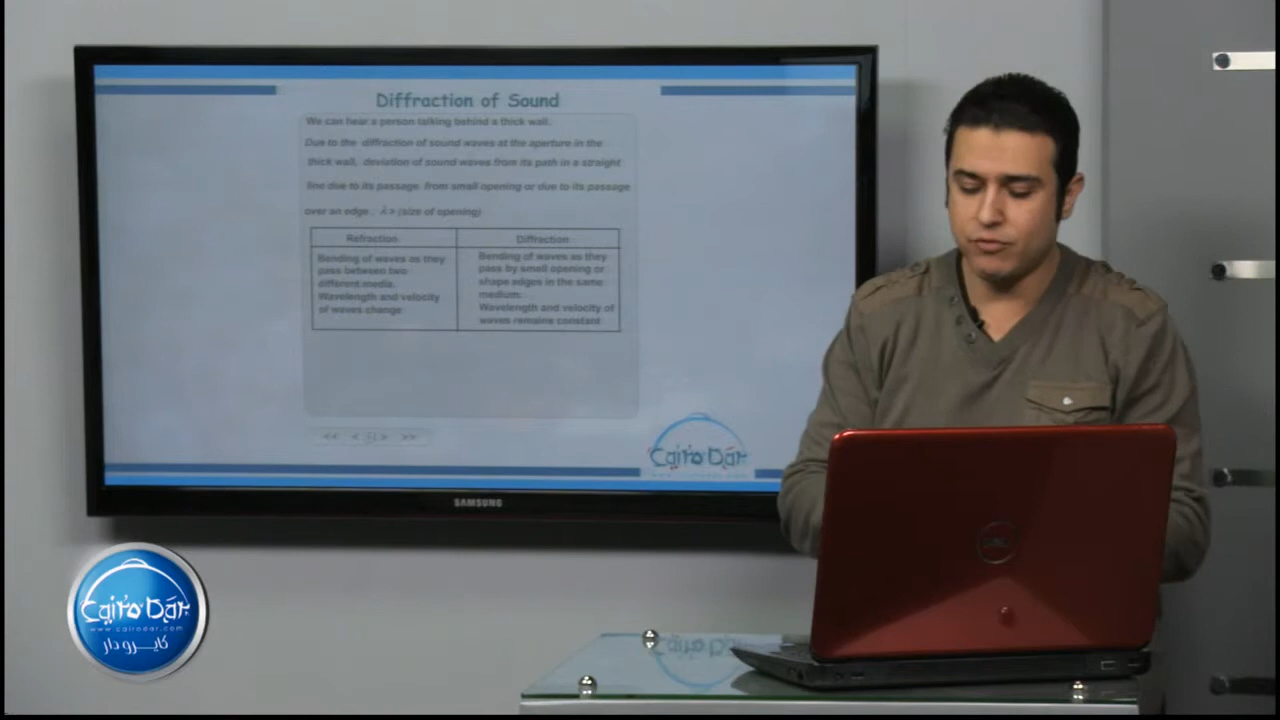 Diffraction of Sound
We can hear a person talking behind a thick wall.
Due to the diffraction of sound waves at the aperture in the
thick wall, deviation of sound waves from its path in a straight
line due to its passage from small opening or due to its passage
over an edge : λ > (size of opening)
Refraction
Bending of waves as they
pass between two
different media.
Wavelength and velocity
of waves change
Diffraction
Bending of waves as they
pass by small opening or
shape edges in the same
medium.
Wavelength and velocity of
waves remains constant
<< < > >>
Cairo Dar
SAMSUNG
Cairo Dar
www.cairodar.com
كايرو دار
DELL